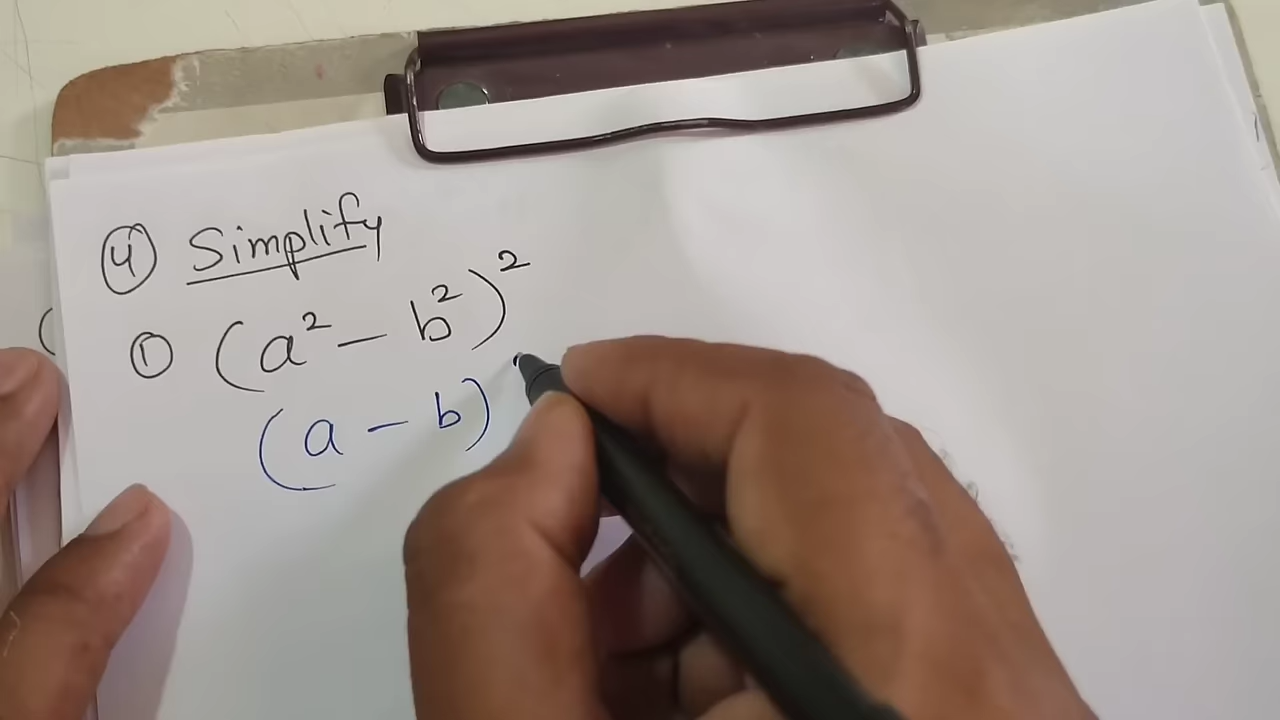 ④ Simplify
① (a² - b²)²
(a - b)